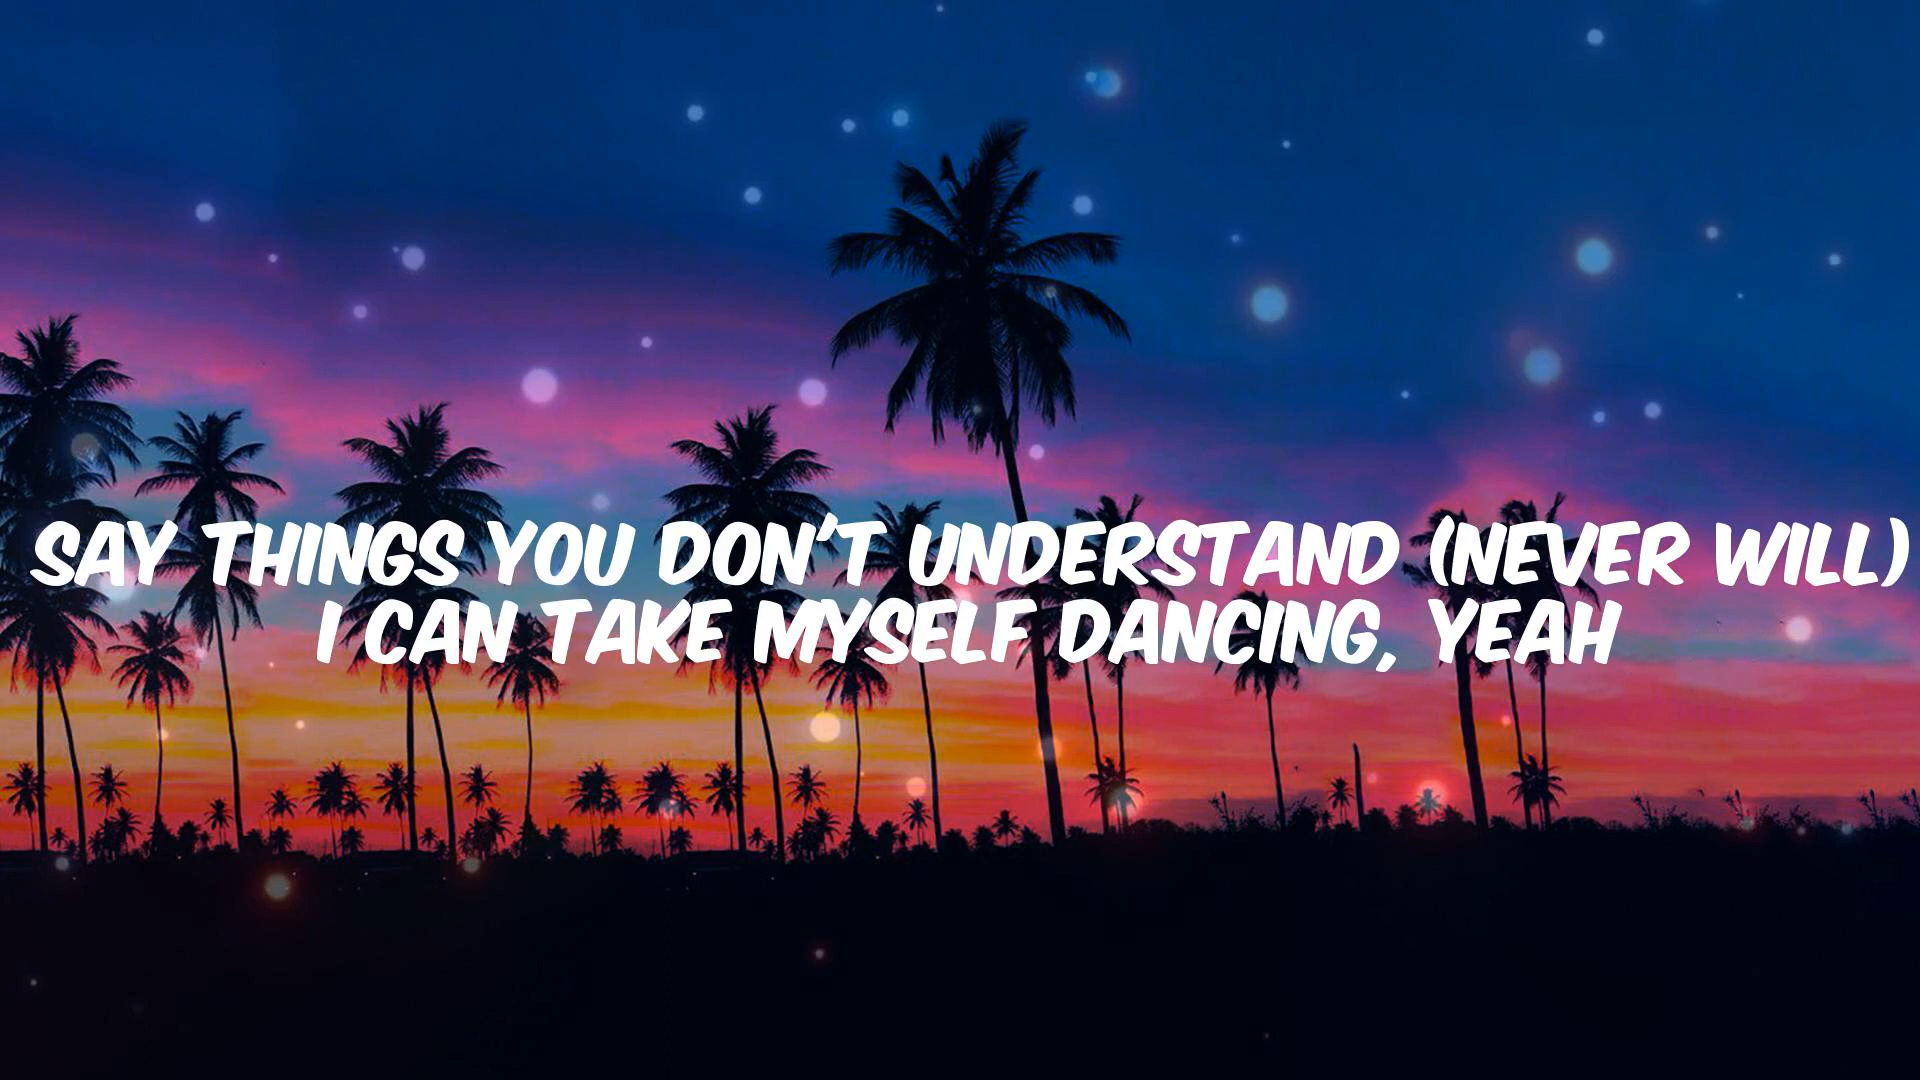 SAY THINGS YOU DON'T UNDERSTAND (NEVER WILL)
I CAN TAKE MYSELF DANCING, YEAH